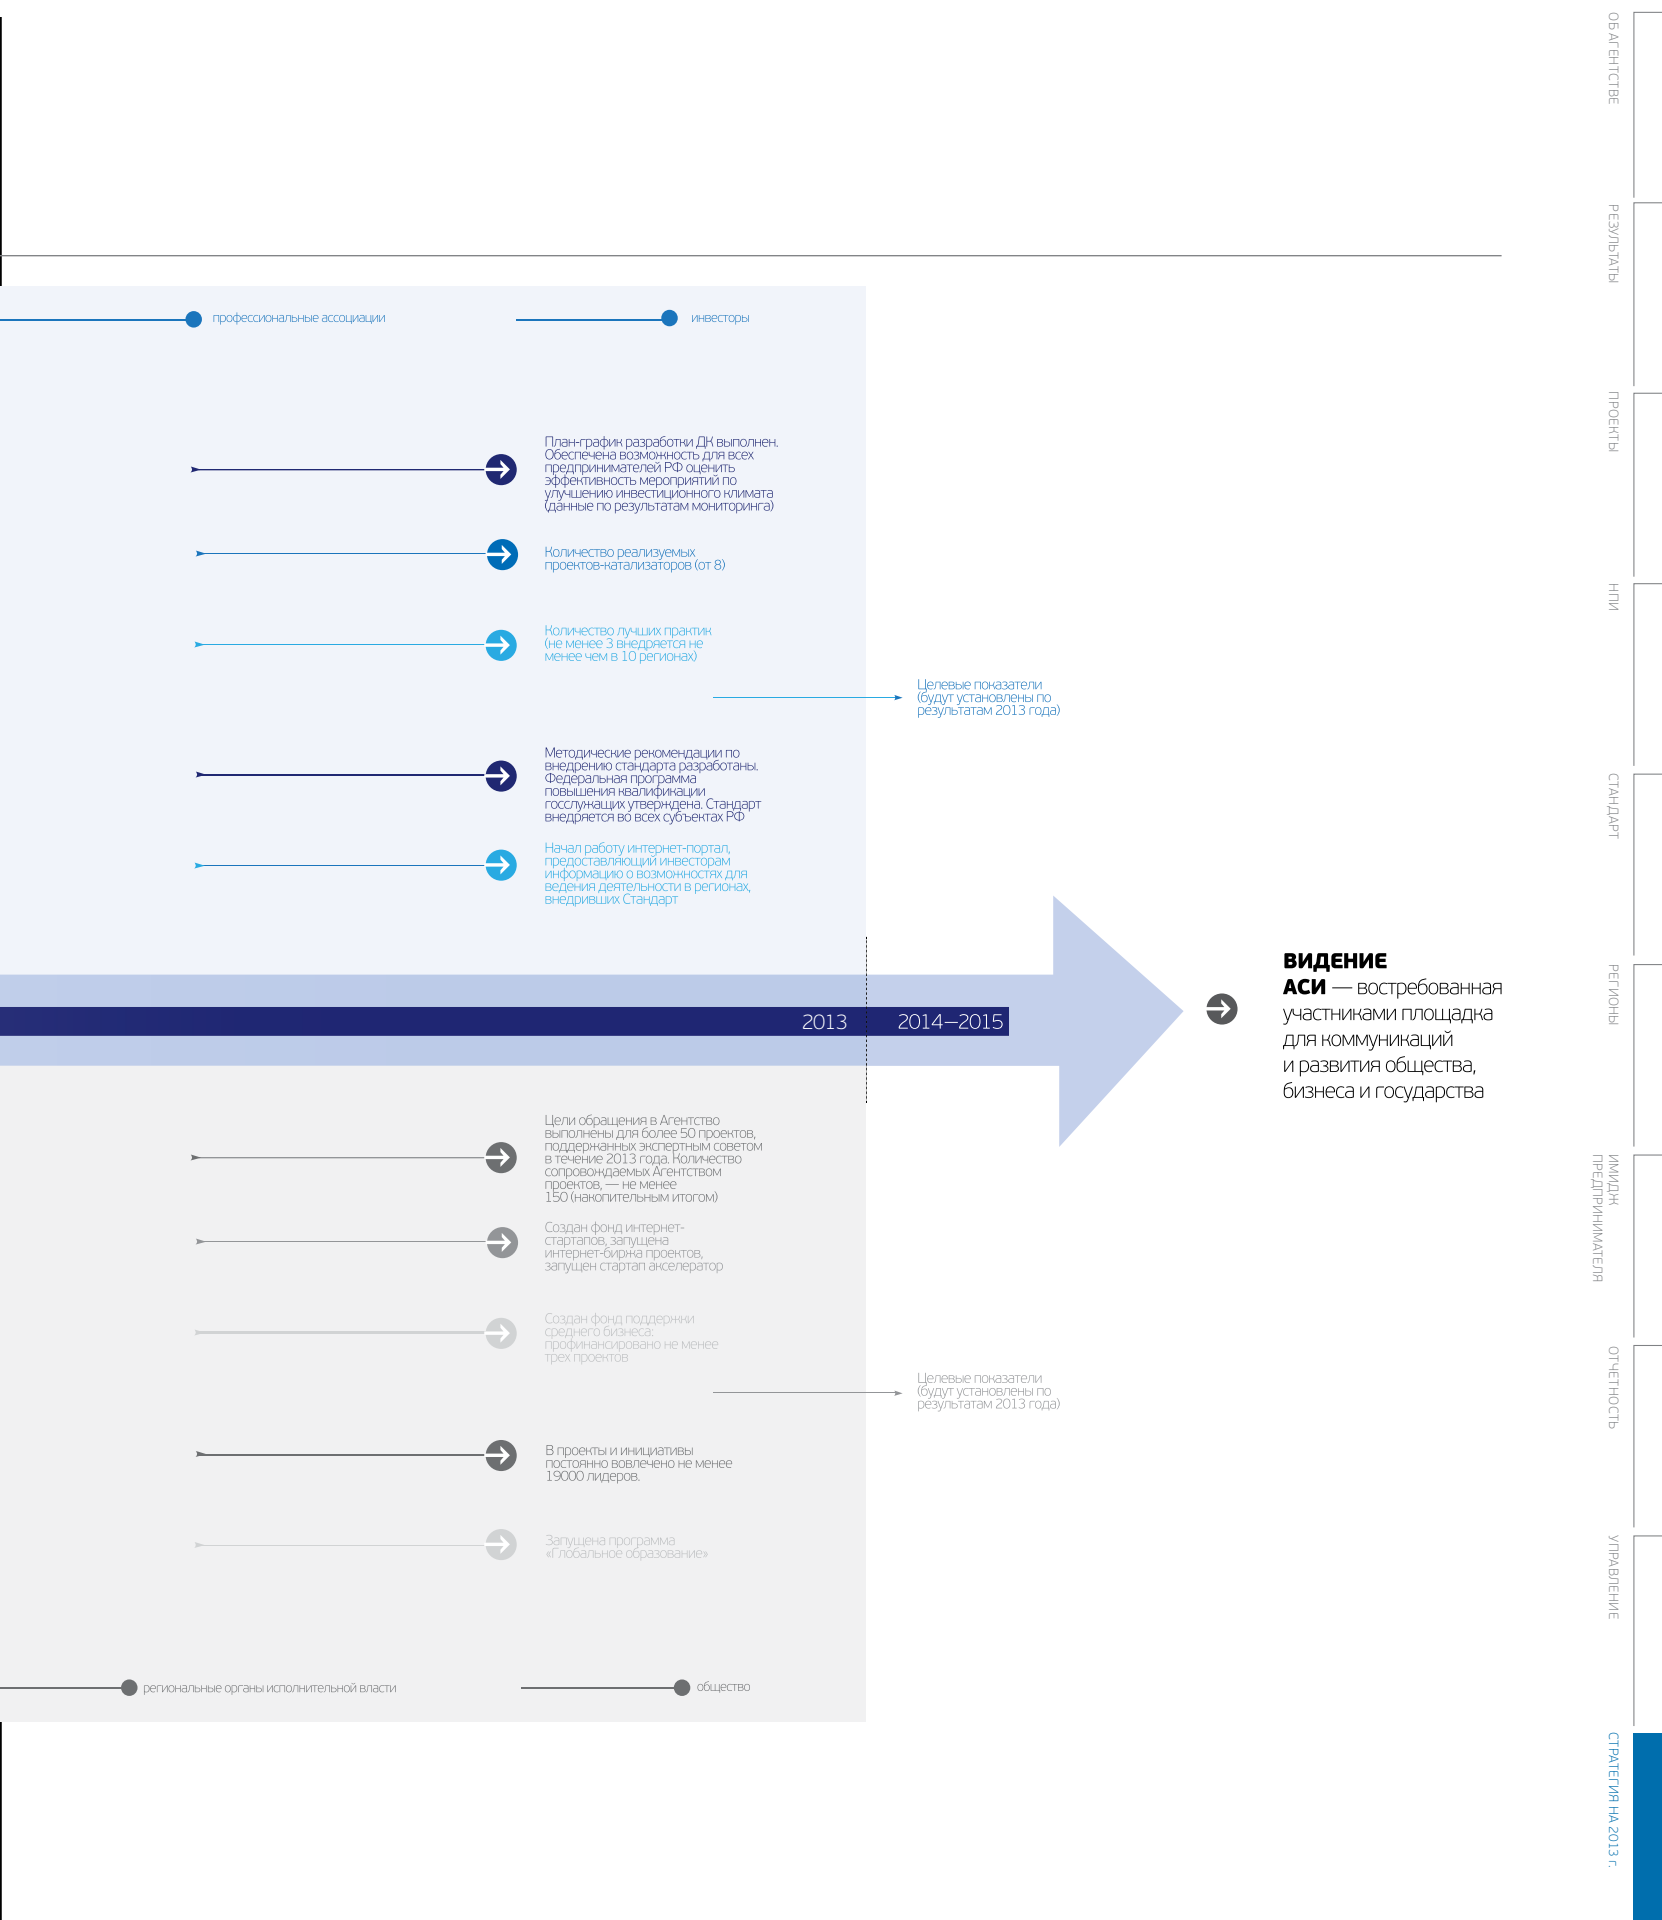 профессиональные ассоциации
инвесторы
План-график разработки ДК выполнен.
Обеспечена возможность для всех
предпринимателей РФ оценить
эффективность мероприятий по
улучшению инвестиционного климата
(данные по результатам мониторинга)
Количество реализуемых
проектов-катализаторов (от 8)
Количество лучших практик
(не менее 3 внедряется не
менее чем в 10 регионах)
Целевые показатели
(будут установлены по
результатам 2013 года)
Методические рекомендации по
внедрению стандарта разработаны.
Федеральная программа
повышения квалификации
госслужащих утверждена. Стандарт
внедряется во всех субъектах РФ
Начал работу интернет-портал,
предоставляющий инвесторам
информацию о возможностях для
ведения деятельности в регионах,
внедривших Стандарт
2013
2014—2015
ВИДЕНИЕ
АСИ — востребованная
участниками площадка
для коммуникаций
и развития общества,
бизнеса и государства
Цели обращения в Агентство
выполнены для более 50 проектов,
поддержанных экспертным советом
в течение 2013 года. Количество
сопровождаемых Агентством
проектов, — не менее
150 (накопительным итогом)
Создан фонд интернет-
стартапов, запущена
интернет-биржа проектов,
запущен стартап акселератор
Создан фонд поддержки
среднего бизнеса:
профинансировано не менее
трех проектов
Целевые показатели
(будут установлены по
результатам 2013 года)
В проекты и инициативы
постоянно вовлечено не менее
19000 лидеров.
Запущена программа
«Глобальное образование»
региональные органы исполнительной власти
общество
ОБ АГЕНТСТВЕ
РЕЗУЛЬТАТЫ
ПРОЕКТЫ
НПИ
СТАНДАРТ
РЕГИОНЫ
ИМИДЖ
ПРЕДПРИНИМАТЕЛЯ
ОТЧЕТНОСТЬ
УПРАВЛЕНИЕ
СТРАТЕГИЯ НА 2013 г.